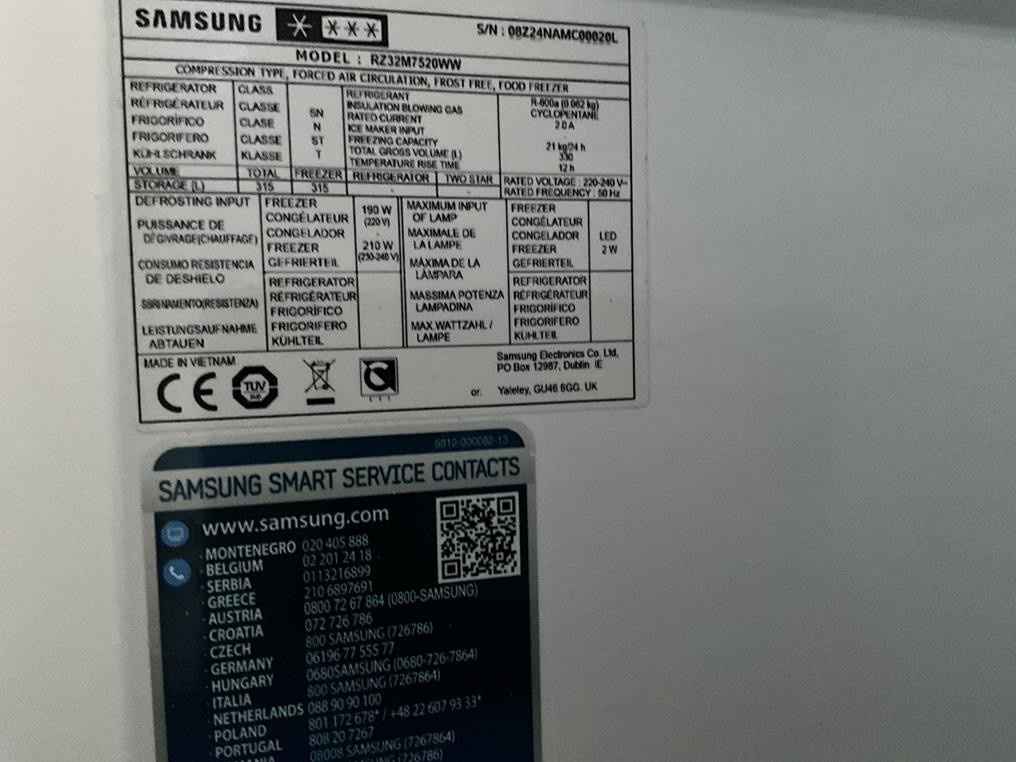 SAMSUNG
S/N : 08Z24NAMC00020L
MODEL : RZ32M7520WW
COMPRESSION TYPE, FORCED AIR CIRCULATION, FROST FREE, FOOD FREEZER
REFRIGERATOR CLASS
RÉFRIGÉRATEUR CLASSE
FRIGORÍFICO CLASE
FRIGORIFERO CLASSE
KÜHLSCHRANK KLASSE
SN
N
ST
T
REFRIGERANT R-600a (0.062 kg)
INSULATION BLOWING GAS CYCLOPENTANE
RATED CURRENT 2.0 A
ICE MAKER INPUT -
FREEZING CAPACITY 21 kg/24 h
TOTAL GROSS VOLUME (L) 330
TEMPERATURE RISE TIME 12 h
VOLUME TOTAL FREEZER REFRIGERATOR TWO STAR
STORAGE (L) 315 315 - -
RATED VOLTAGE : 220-240 V~
RATED FREQUENCY : 50 Hz
DEFROSTING INPUT
PUISSANCE DE
DÉGIVRAGE(CHAUFFAGE)
CONSUMO RESISTENCIA
DE DESHIELO
SBRINAMENTO(RESISTENZA)
LEISTUNGSAUFNAHME
ABTAUEN
FREEZER
CONGÉLATEUR
CONGELADOR
FREEZER
GEFRIERTEIL
190 W
(220 V)
210 W
(230-240 V)
REFRIGERATOR
RÉFRIGÉRATEUR
FRIGORÍFICO
FRIGORIFERO
KÜHLTEIL
MAXIMUM INPUT
OF LAMP
MAXIMALE DE
LA LAMPE
MÁXIMA DE LA
LÁMPARA
MASSIMA POTENZA
LAMPADINA
MAX.WATTZAHL /
LAMPE
FREEZER
CONGÉLATEUR
CONGELADOR
FREEZER
GEFRIERTEIL
LED
2 W
REFRIGERATOR
RÉFRIGÉRATEUR
FRIGORÍFICO
FRIGORIFERO
KÜHLTEIL
MADE IN VIETNAM
CE
TUV
SUD
Samsung Electronics Co. Ltd,
PO Box 12987, Dublin. IE
or: Yateley, GU46 6GG. UK
6812-000082-13
SAMSUNG SMART SERVICE CONTACTS
www.samsung.com
· MONTENEGRO 020 405 888
· BELGIUM 02 201 24 18
· SERBIA 0113216899
· GREECE 210 6897691
· AUSTRIA 0800 72 67 864 (0800-SAMSUNG)
· CROATIA 072 726 786
· CZECH 800 SAMSUNG (726786)
· GERMANY 06196 77 555 77
· HUNGARY 0680SAMSUNG (0680-726-7864)
· ITALIA 800 SAMSUNG (7267864)
· NETHERLANDS 088 90 90 100
· POLAND 801 172 678* / +48 22 607 93 33*
· PORTUGAL 808 20 7267
08008 SAMSUNG (7267864)